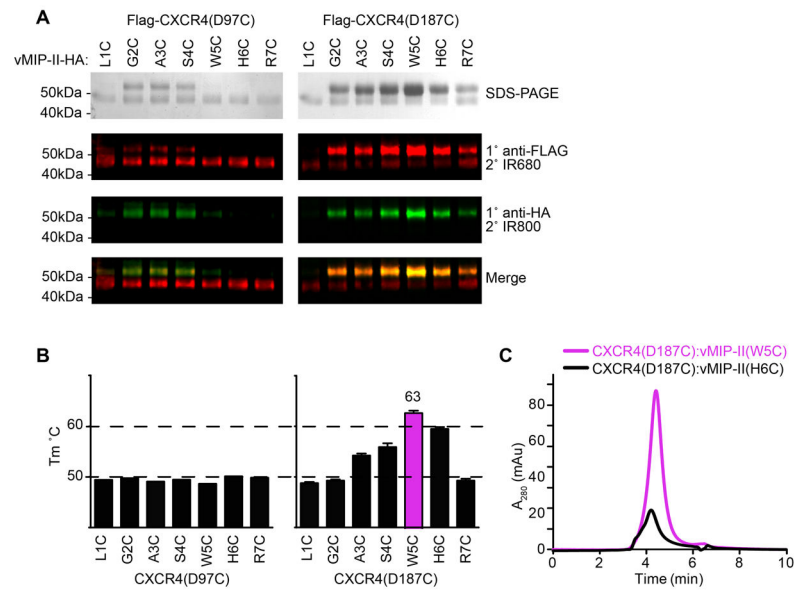 A
Flag-CXCR4(D97C)
Flag-CXCR4(D187C)
vMIP-II-HA:
L1C
G2C
A3C
S4C
W5C
H6C
R7C
L1C
G2C
A3C
S4C
W5C
H6C
R7C
50kDa
40kDa
SDS-PAGE
50kDa
40kDa
1˚ anti-FLAG
2˚ IR680
50kDa
40kDa
1˚ anti-HA
2˚ IR800
50kDa
40kDa
Merge
B
Tm ˚C
60
50
63
L1C
G2C
A3C
S4C
W5C
H6C
R7C
CXCR4(D97C)
L1C
G2C
A3C
S4C
W5C
H6C
R7C
CXCR4(D187C)
C
CXCR4(D187C):vMIP-II(W5C)
CXCR4(D187C):vMIP-II(H6C)
A280 (mAu)
80
60
40
20
0
0 2 4 6 8 10
Time (min)